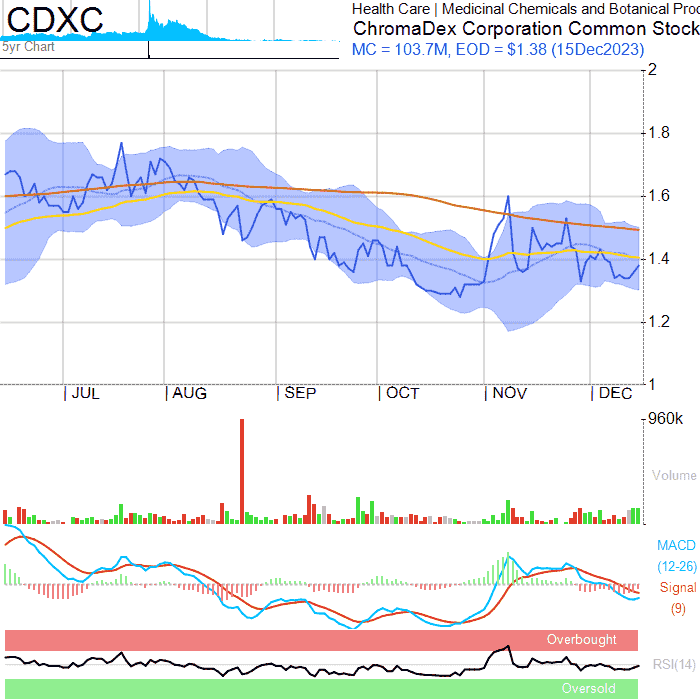 CDXC
5yr Chart
Health Care | Medicinal Chemicals and Botanical Proc
ChromaDex Corporation Common Stock
MC = 103.7M, EOD = $1.38 (15Dec2023)
2
1.8
1.6
1.4
1.2
1
| JUL | AUG | SEP | OCT | NOV | DEC
960k
Volume
MACD
(12-26)
Signal
(9)
Overbought
RSI(14)
Oversold